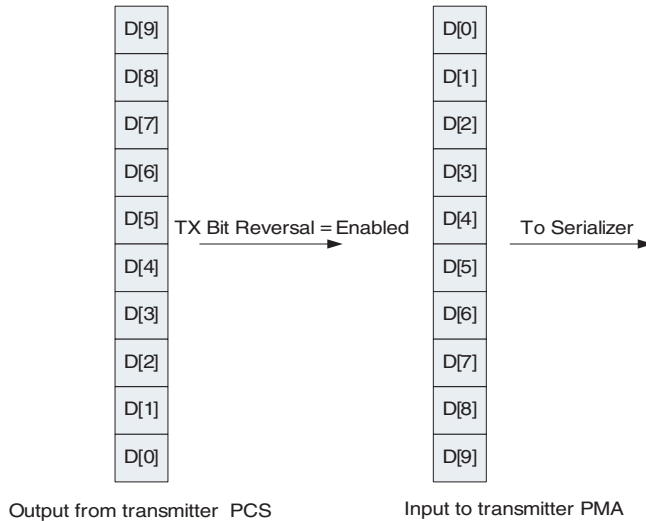 D[9]
D[8]
D[7]
D[6]
D[5]
D[4]
D[3]
D[2]
D[1]
D[0]
Output from transmitter PCS
TX Bit Reversal = Enabled
D[0]
D[1]
D[2]
D[3]
D[4]
D[5]
D[6]
D[7]
D[8]
D[9]
Input to transmitter PMA
To Serializer